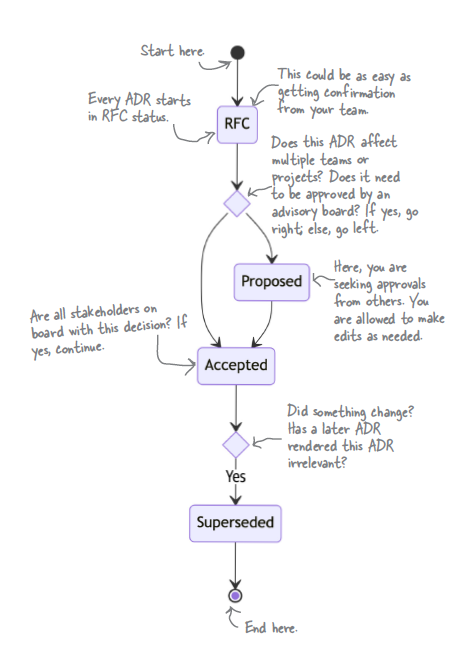 Start here.
This could be as easy as
getting confirmation
from your team.
Every ADR starts
in RFC status.
RFC
Does this ADR affect
multiple teams or
projects? Does it need
to be approved by an
advisory board? If yes, go
right; else, go left.
Proposed
Here, you are
seeking approvals
from others. You
are allowed to make
edits as needed.
Are all stakeholders on
board with this decision? If
yes, continue.
Accepted
Did something change?
Has a later ADR
rendered this ADR
irrelevant?
Yes
Superseded
End here.